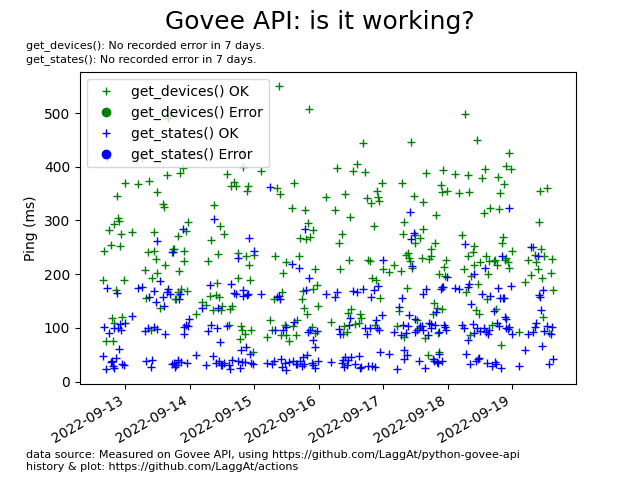 Govee API: is it working?
get_devices(): No recorded error in 7 days.
get_states(): No recorded error in 7 days.
get_devices() OK
get_devices() Error
get_states() OK
get_states() Error
Ping (ms)
500
400
300
200
100
0
2022-09-13
2022-09-14
2022-09-15
2022-09-16
2022-09-17
2022-09-18
2022-09-19
data source: Measured on Govee API, using https://github.com/LaggAt/python-govee-api
history & plot: https://github.com/LaggAt/actions